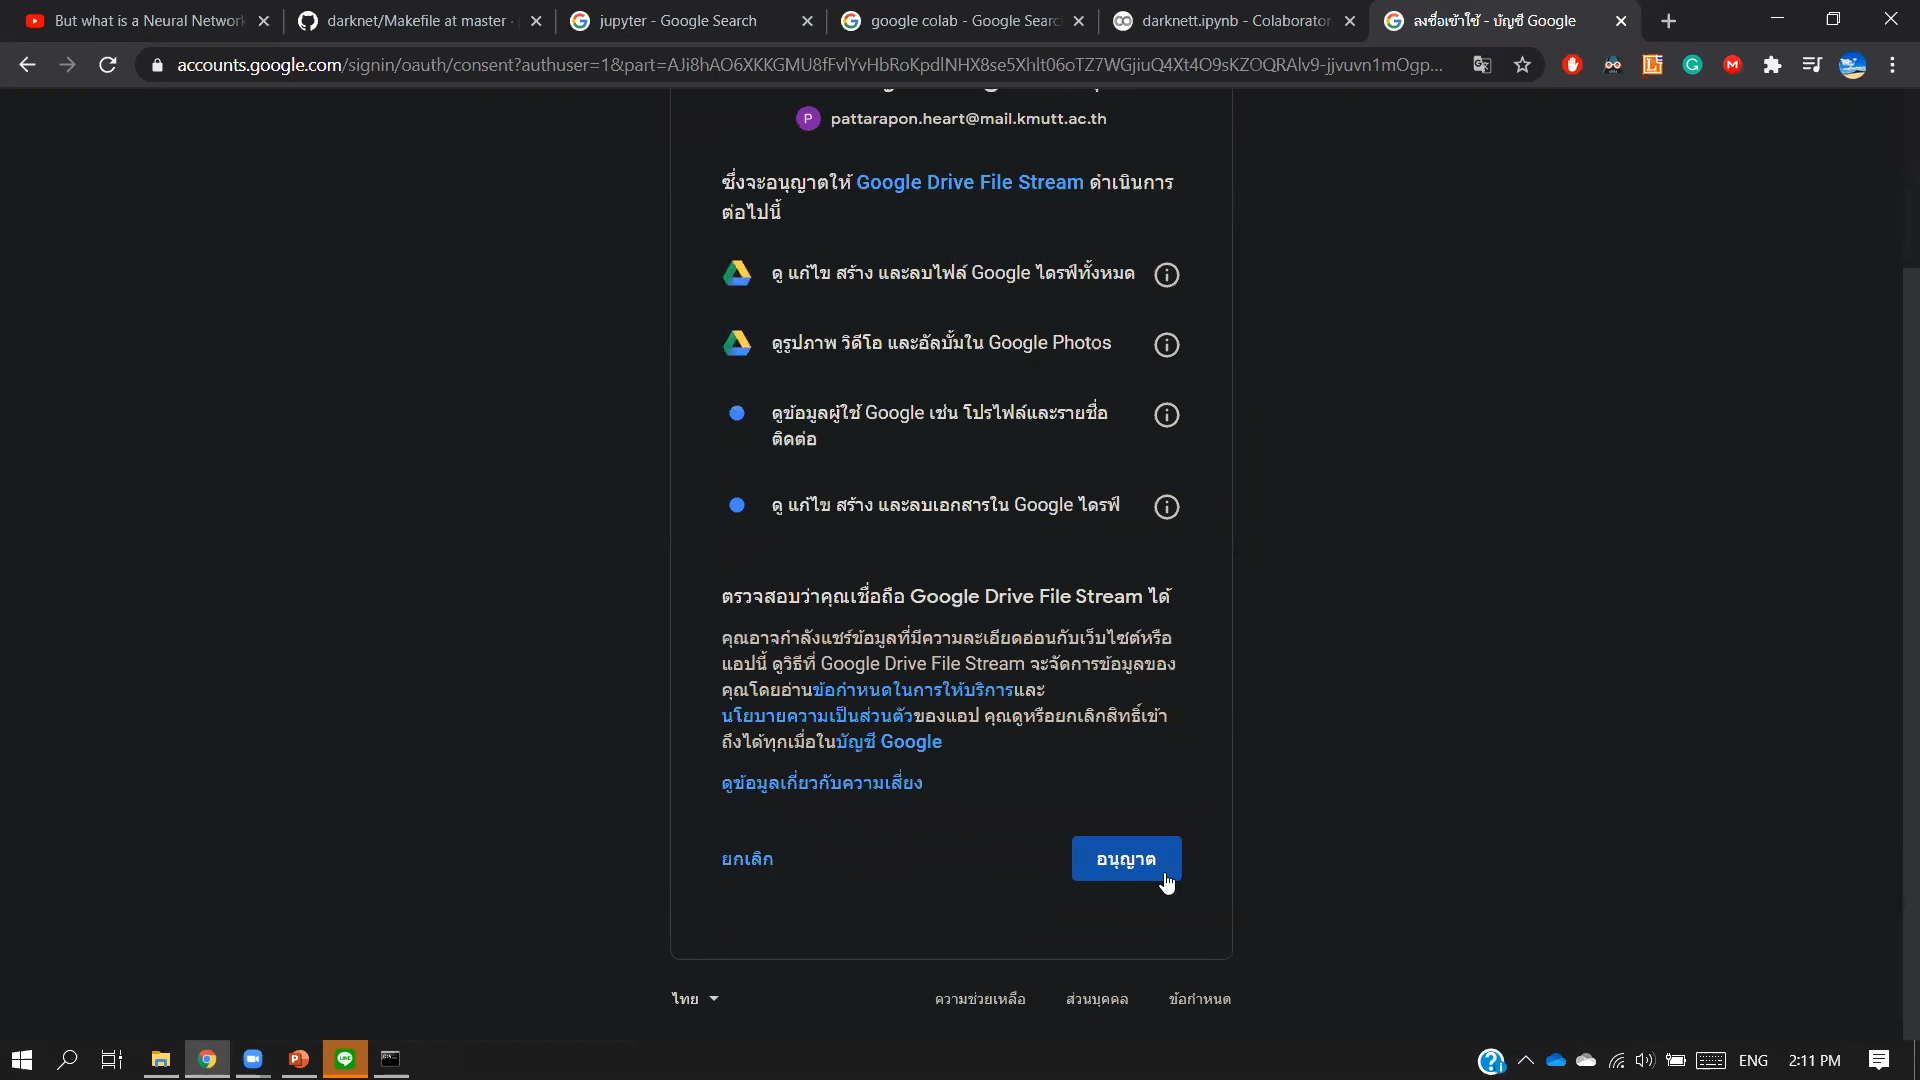 But what is a Neural Network
darknet/Makefile at master ·
jupyter - Google Search
google colab - Google Searc
darknett.ipynb - Colaborator
ลงชื่อเข้าใช้ - บัญชี Google
pattarapon.heart@mail.kmutt.ac.th
ซึ่งจะอนุญาตให้ Google Drive File Stream ดำเนินการ
ต่อไปนี้
ดู แก้ไข สร้าง และลบไฟล์ Google ไดรฟ์ทั้งหมด
ดูรูปภาพ วิดีโอ และอัลบั้มใน Google Photos
ดูข้อมูลผู้ใช้ Google เช่น โปรไฟล์และรายชื่อ
ติดต่อ
ดู แก้ไข สร้าง และลบเอกสารใน Google ไดรฟ์
ตรวจสอบว่าคุณเชื่อถือ Google Drive File Stream ได้
คุณอาจกำลังแชร์ข้อมูลที่มีความละเอียดอ่อนกับเว็บไซต์หรือ
แอปนี้ ดูวิธีที่ Google Drive File Stream จะจัดการข้อมูลของ
คุณโดยอ่านข้อกำหนดในการให้บริการและ
นโยบายความเป็นส่วนตัวของแอป คุณดูหรือยกเลิกสิทธิ์เข้า
ถึงได้ทุกเมื่อในบัญชี Google
ดูข้อมูลเกี่ยวกับความเสี่ยง
ยกเลิก
อนุญาต
ไทย
ความช่วยเหลือ
ส่วนบุคคล
ข้อกำหนด
ENG
2:11 PM